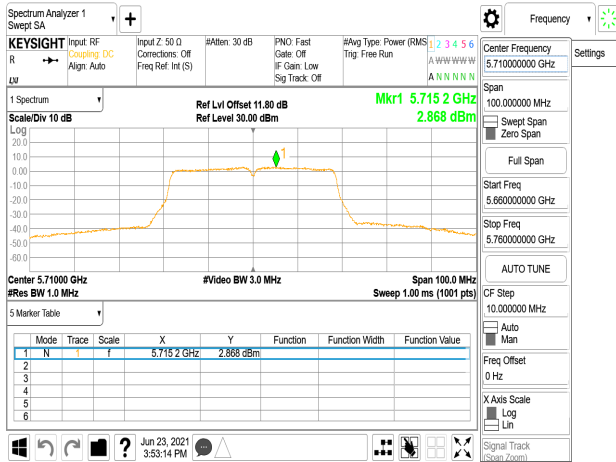 Spectrum Analyzer 1
Swept SA
Frequency
Settings
KEYSIGHT
R
Input: RF
Coupling: DC
Align: Auto
Input Z: 50 Ω
Corrections: Off
Freq Ref: Int (S)
#Atten: 30 dB
PNO: Fast
Gate: Off
IF Gain: Low
Sig Track: Off
#Avg Type: Power (RMS
Trig: Free Run
1 2 3 4 5 6
A W W W W W
A N N N N N
1 Spectrum
Scale/Div 10 dB
Ref Lvl Offset 11.80 dB
Ref Level 30.00 dBm
Mkr1 5.715 2 GHz
2.868 dBm
Log
20.0
10.0
0.00
-10.0
-20.0
-30.0
-40.0
-50.0
-60.0
1
Center 5.71000 GHz
#Res BW 1.0 MHz
#Video BW 3.0 MHz
Span 100.0 MHz
Sweep 1.00 ms (1001 pts)
5 Marker Table
Mode Trace Scale X Y Function Function Width Function Value
1 N 1 f 5.715 2 GHz 2.868 dBm
2
3
4
5
6
Jun 23, 2021
3:53:14 PM
Center Frequency
5.710000000 GHz
Span
100.000000 MHz
Swept Span
Zero Span
Full Span
Start Freq
5.660000000 GHz
Stop Freq
5.760000000 GHz
AUTO TUNE
CF Step
10.000000 MHz
Auto
Man
Freq Offset
0 Hz
X Axis Scale
Log
Lin
Signal Track
(Span Zoom)